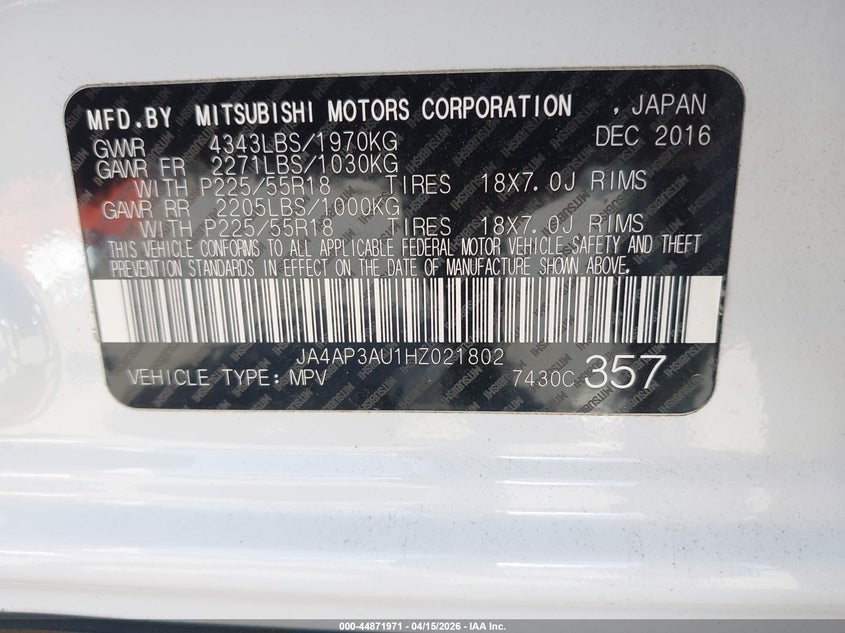 MFD.BY MITSUBISHI MOTORS CORPORATION , JAPAN
GVWR 4343LBS/1970KG DEC 2016
GAWR FR 2271LBS/1030KG
WITH P225/55R18 TIRES 18X7.0J RIMS
GAWR RR 2205LBS/1000KG
WITH P225/55R18 TIRES 18X7.0J RIMS
THIS VEHICLE CONFORMS TO ALL APPLICABLE FEDERAL MOTOR VEHICLE SAFETY AND THEFT
PREVENTION STANDARDS IN EFFECT ON THE DATE OF MANUFACTURE SHOWN ABOVE.
JA4AP3AU1HZ021802
VEHICLE TYPE: MPV 7430C 357
000-44871971 - 04/15/2026 - IAA Inc.